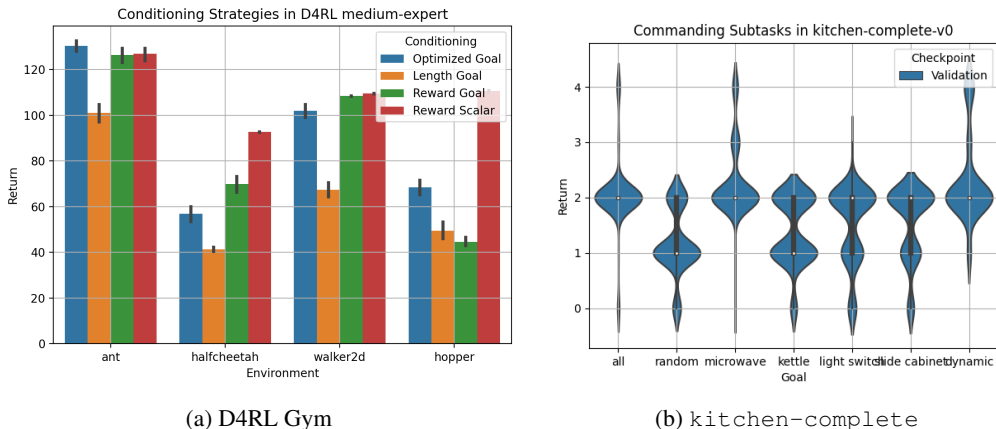 Conditioning Strategies in D4RL medium-expert
Conditioning
Optimized Goal
Length Goal
Reward Goal
Reward Scalar
Return
120
100
80
60
40
20
0
ant halfcheetah walker2d hopper
Environment
(a) D4RL Gym
Commanding Subtasks in kitchen-complete-v0
Checkpoint
Validation
Return
4
3
2
1
0
all random microwave kettle light switch slide cabinet dynamic
Goal
(b) kitchen-complete